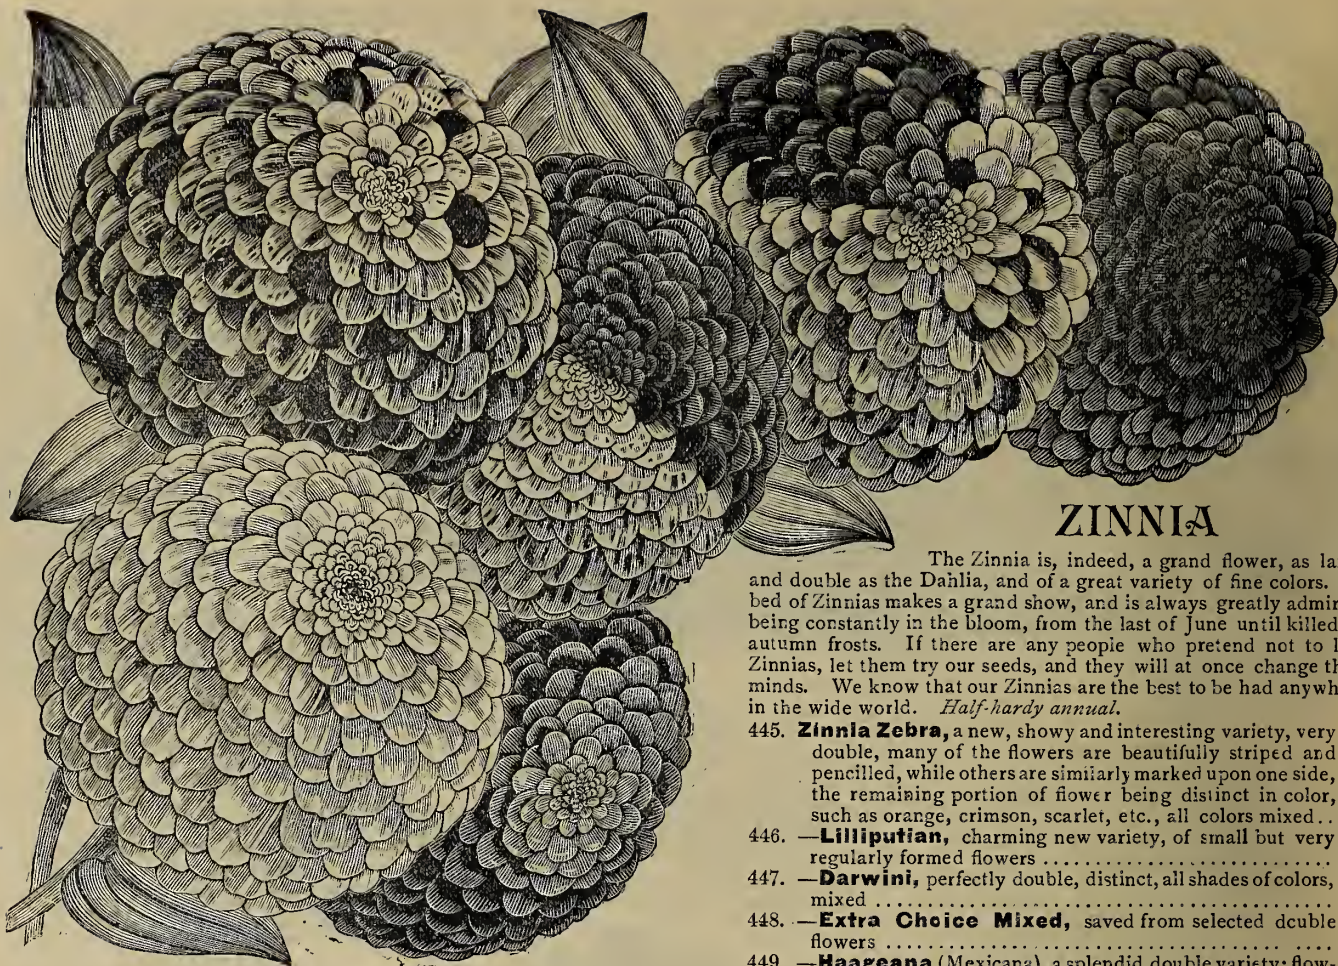 ZINNIA
The Zinnia is, indeed, a grand flower, as la
and double as the Dahlia, and of a great variety of fine colors.
bed of Zinnias makes a grand show, and is always greatly admir
being constantly in the bloom, from the last of June until killed
autumn frosts. If there are any people who pretend not to l
Zinnias, let them try our seeds, and they will at once change th
minds. We know that our Zinnias are the best to be had anywh
in the wide world. Half-hardy annual.
445. Zinnia Zebra, a new, showy and interesting variety, very
double, many of the flowers are beautifully striped and
pencilled, while others are similarly marked upon one side,
the remaining portion of flower being distinct in color,
such as orange, crimson, scarlet, etc., all colors mixed..
446. —Lilliputian, charming new variety, of small but very
regularly formed flowers ..........................
447. —Darwini, perfectly double, distinct, all shades of colors,
mixed ..........................................
448. —Extra Choice Mixed, saved from selected dcuble
flowers ..................................... ....
449. —Haageana (Mexicana), a splendid double variety; flow-